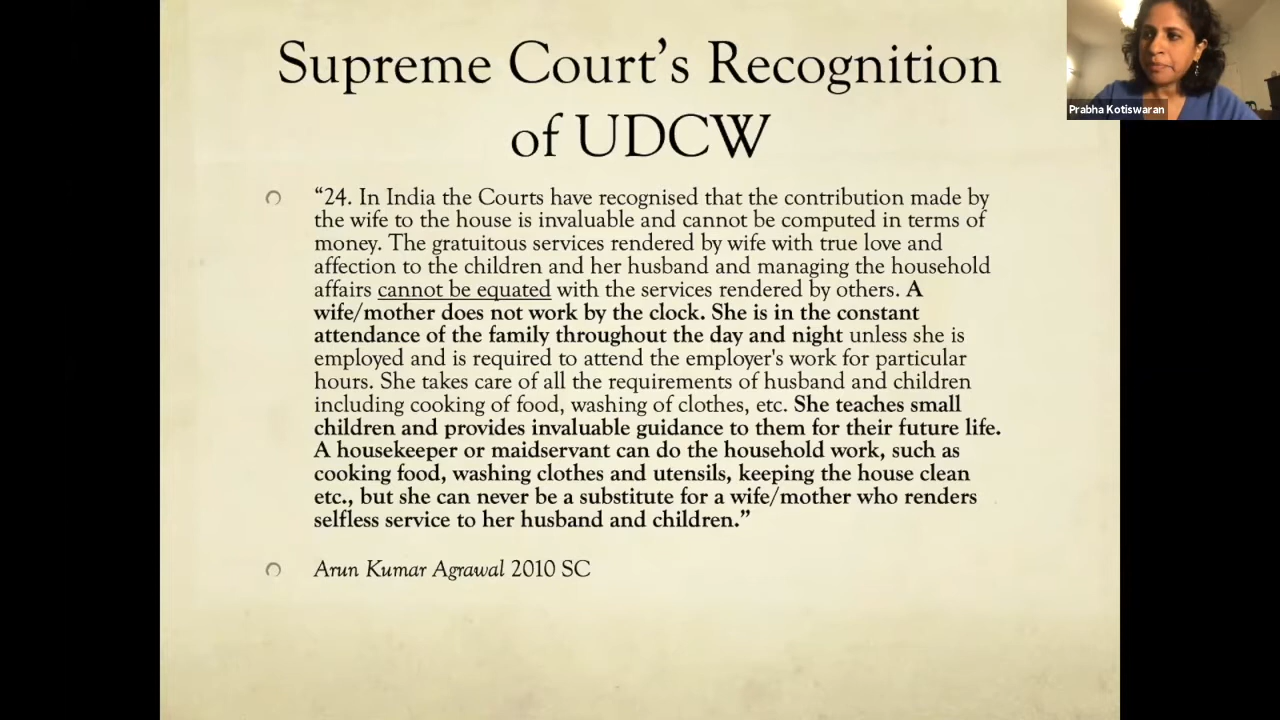 Supreme Court's Recognition
of UDCW
Prabha Kotiswaran
“24. In India the Courts have recognised that the contribution made by
the wife to the house is invaluable and cannot be computed in terms of
money. The gratuitous services rendered by wife with true love and
affection to the children and her husband and managing the household
affairs cannot be equated with the services rendered by others. A
wife/mother does not work by the clock. She is in the constant
attendance of the family throughout the day and night unless she is
employed and is required to attend the employer's work for particular
hours. She takes care of all the requirements of husband and children
including cooking of food, washing of clothes, etc. She teaches small
children and provides invaluable guidance to them for their future life.
A housekeeper or maidservant can do the household work, such as
cooking food, washing clothes and utensils, keeping the house clean
etc., but she can never be a substitute for a wife/mother who renders
selfless service to her husband and children.”
Arun Kumar Agrawal 2010 SC